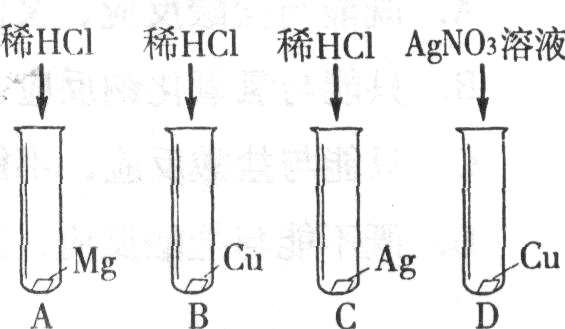 稀HCl 稀HCl 稀HCl AgNO₃溶液
Mg Cu Ag Cu
A B C D